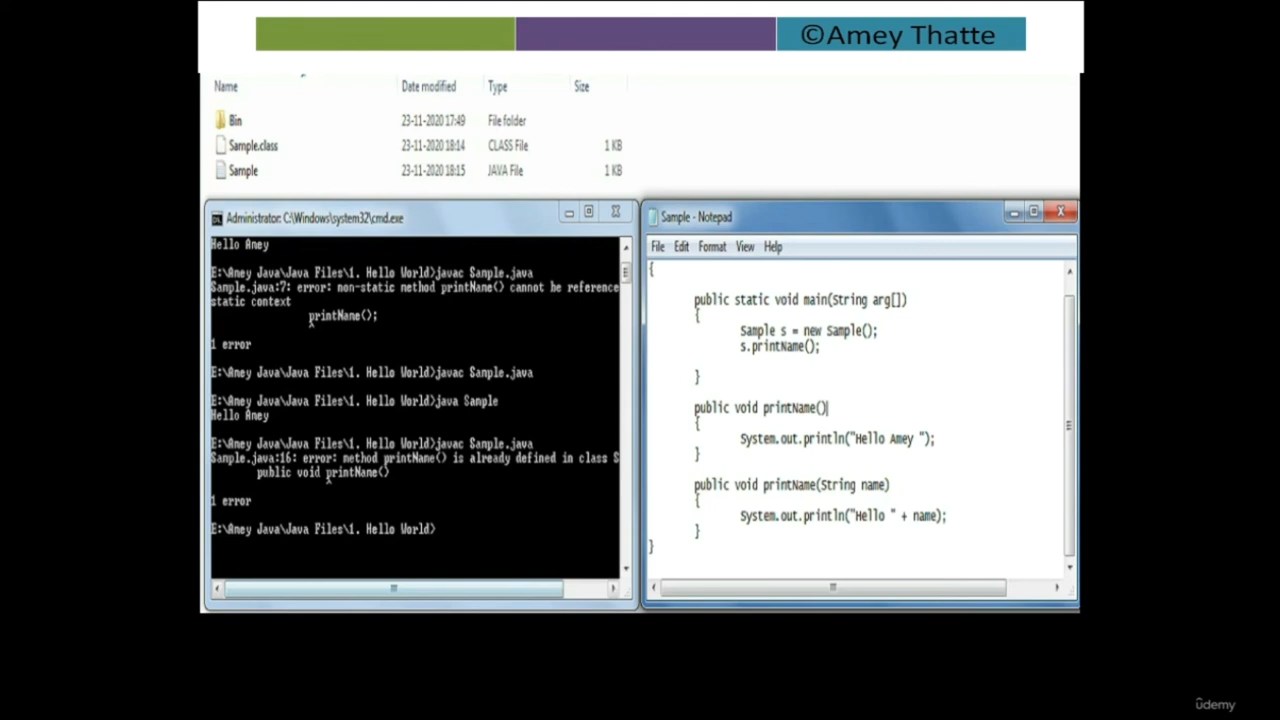 ©Amey Thatte
Name Date modified Type Size
Bin 23-11-2020 17:49 File folder
Sample.class 23-11-2020 18:14 CLASS File 1 KB
Sample 23-11-2020 18:15 JAVA File 1 KB
Administrator: C:\Windows\system32\cmd.exe
Hello Amey
E:\Amey Java\Java Files\1. Hello World>javac Sample.java
Sample.java:7: error: non-static method printName() cannot be reference
static context
printName();
^
1 error
E:\Amey Java\Java Files\1. Hello World>javac Sample.java
E:\Amey Java\Java Files\1. Hello World>java Sample
Hello Amey
E:\Amey Java\Java Files\1. Hello World>javac Sample.java
Sample.java:16: error: method printName() is already defined in class S
public void printName()
^
1 error
E:\Amey Java\Java Files\1. Hello World>
Sample - Notepad
File Edit Format View Help
{
public static void main(String arg[])
{
Sample s = new Sample();
s.printName();
}
public void printName()
{
System.out.println("Hello Amey ");
}
public void printName(String name)
{
System.out.println("Hello " + name);
}
}
ûdemy